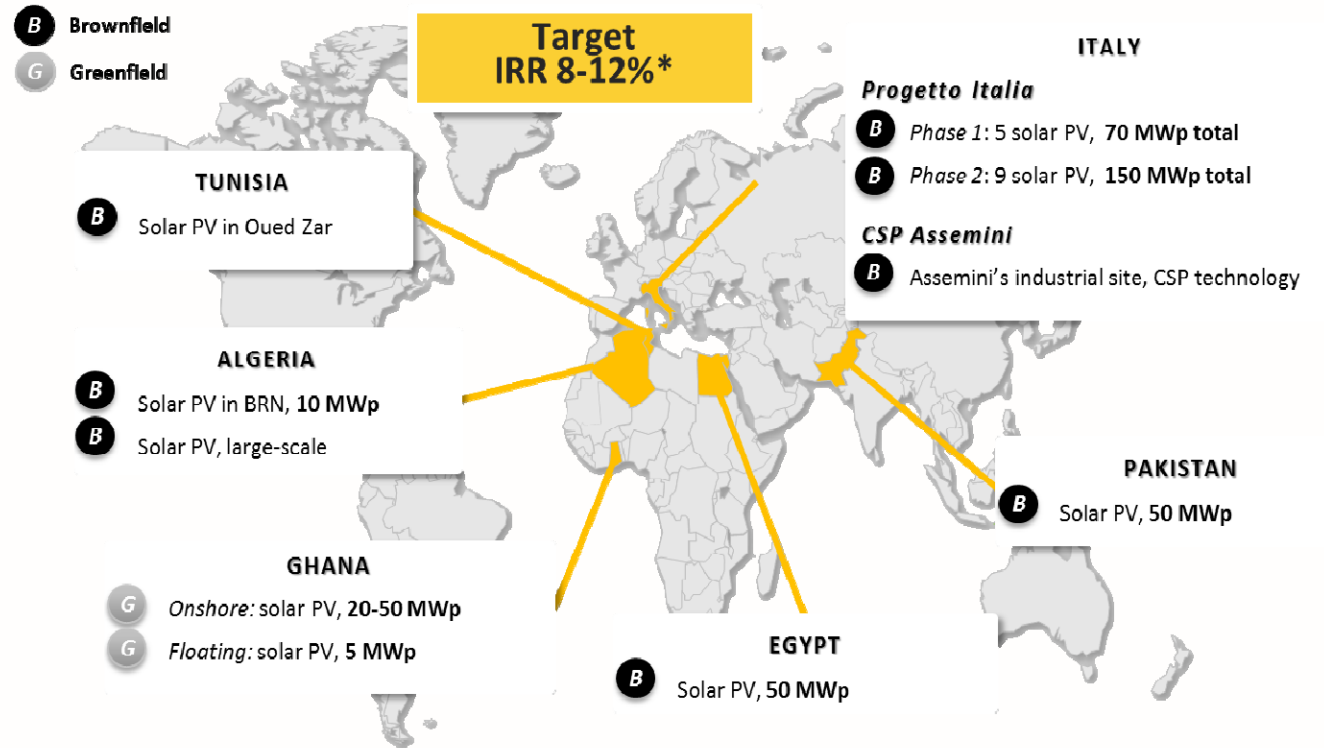 B Brownfield
G Greenfield
Target
IRR 8-12%*
ITALY
Progetto Italia
B Phase 1: 5 solar PV, 70 MWp total
B Phase 2: 9 solar PV, 150 MWp total
CSP Assemini
B Assemini's industrial site, CSP technology
TUNISIA
B Solar PV in Oued Zar
ALGERIA
B Solar PV in BRN, 10 MWp
B Solar PV, large-scale
PAKISTAN
B Solar PV, 50 MWp
GHANA
G Onshore: solar PV, 20-50 MWp
G Floating: solar PV, 5 MWp
EGYPT
B Solar PV, 50 MWp